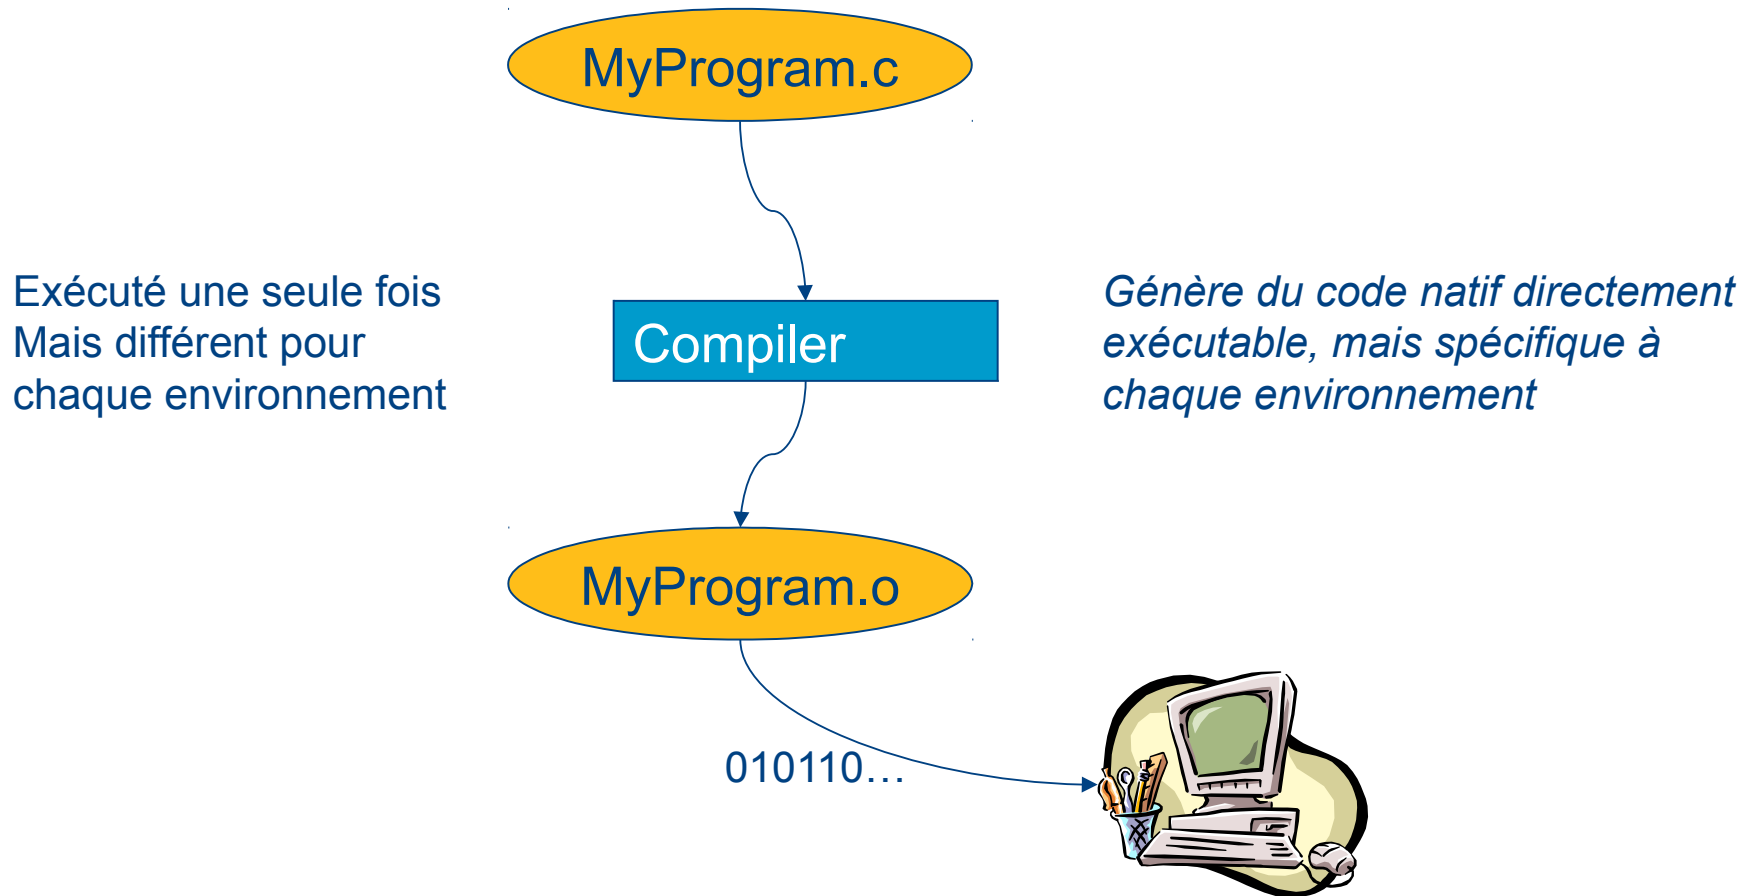 MyProgram.c
Exécuté une seule fois
Mais différent pour
chaque environnement
Compiler
Génère du code natif directement
exécutable, mais spécifique à
chaque environnement
MyProgram.o
010110…